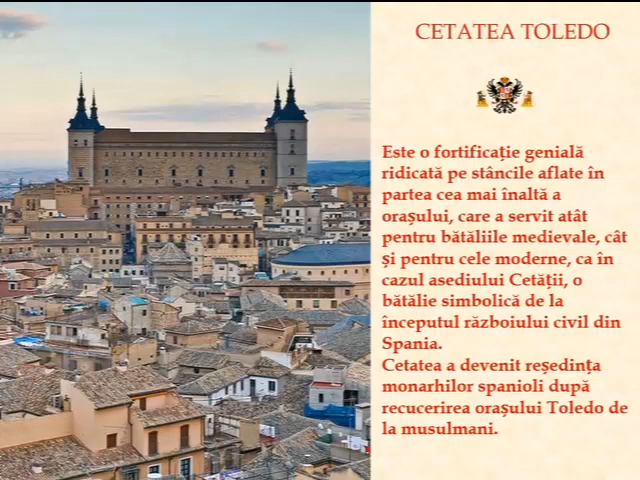 CETATEA TOLEDO
Este o fortificație genială
ridicată pe stâncile aflate în
partea cea mai înaltă a
orașului, care a servit atât
pentru bătăliile medievale, cât
și pentru cele moderne, ca în
cazul asediului Cetății, o
bătălie simbolică de la
începutul războiului civil din
Spania.
Cetatea a devenit reședința
monarhilor spanioli după
recucerirea orașului Toledo de
la musulmani.